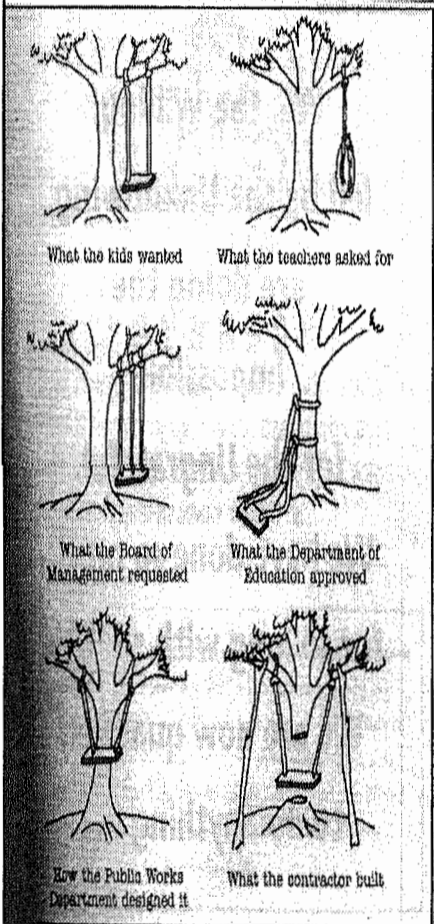 What the kids wanted
What the teachers asked for
What the Board of
Management requested
What the Department of
Education approved
How the Public Works
Department designed it
What the contractor built